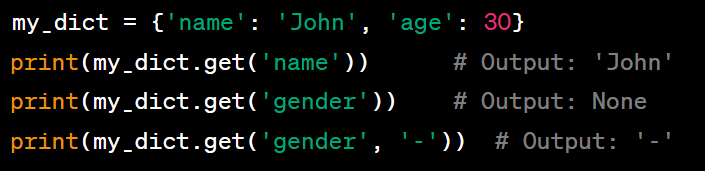 my_dict = {'name': 'John', 'age': 30}
print(my_dict.get('name'))      # Output: 'John'
print(my_dict.get('gender'))    # Output: None
print(my_dict.get('gender', '-'))  # Output: '-'